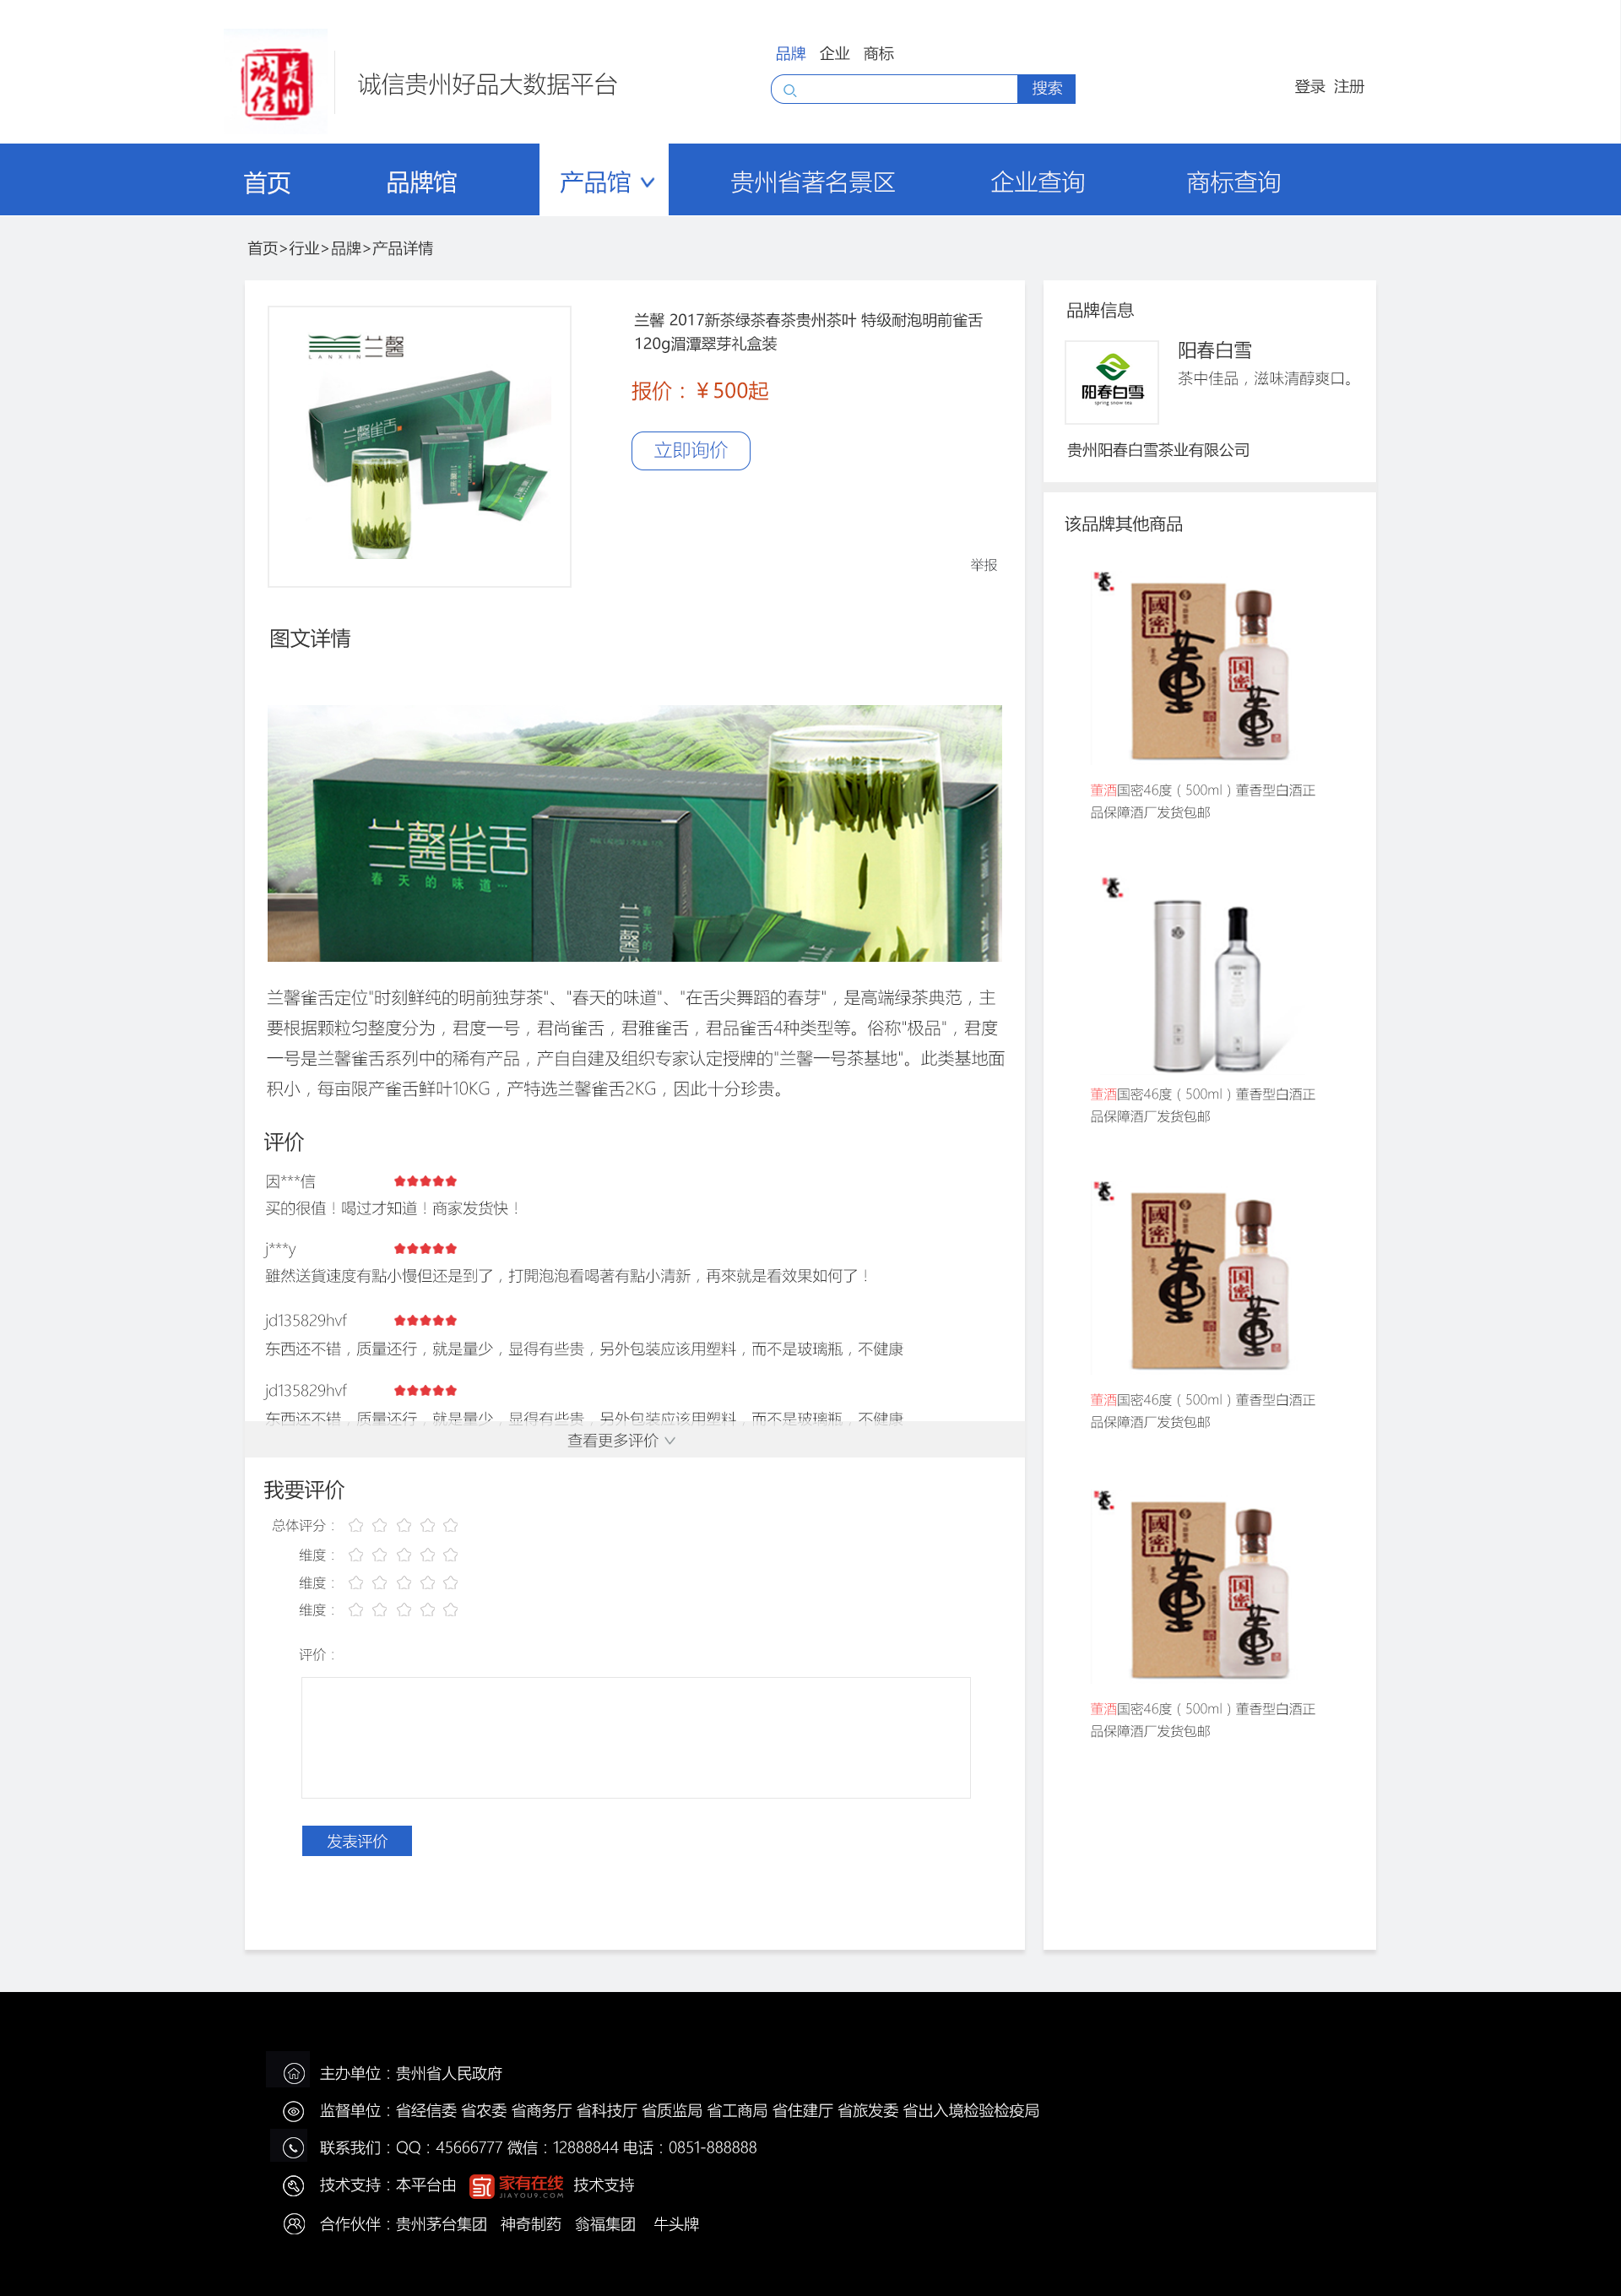 贵州
诚信
诚信贵州好品大数据平台
品牌 企业 商标
搜索
登录 注册
首页 品牌馆 产品馆 贵州省著名景区 企业查询 商标查询
首页>行业>品牌>产品详情
兰馨
LANXIN
兰馨雀舌
兰馨 2017新茶绿茶春茶贵州茶叶 特级耐泡明前雀舌
120g湄潭翠芽礼盒装
报价：￥500起
立即询价
举报
品牌信息
阳春白雪
spring snow tea
阳春白雪
茶中佳品，滋味清醇爽口。
贵州阳春白雪茶业有限公司
图文详情
兰馨雀舌
春天的味道...
兰馨
春天的
兰馨雀舌定位"时刻鲜纯的明前独芽茶"、"春天的味道"、"在舌尖舞蹈的春芽"，是高端绿茶典范，主
要根据颗粒匀整度分为，君度一号，君尚雀舌，君雅雀舌，君品雀舌4种类型等。俗称"极品"，君度
一号是兰馨雀舌系列中的稀有产品，产自自建及组织专家认定授牌的"兰馨一号茶基地"。此类基地面
积小，每亩限产雀舌鲜叶10KG，产特选兰馨雀舌2KG，因此十分珍贵。
评价
因***信
买的很值！喝过才知道！商家发货快！
j***y
雖然送貨速度有點小慢但还是到了，打開泡泡看喝著有點小清新，再來就是看效果如何了！
jd135829hvf
东西还不错，质量还行，就是量少，显得有些贵，另外包装应该用塑料，而不是玻璃瓶，不健康
jd135829hvf
东西还不错，质量还行，就是量少，显得有些贵，另外包装应该用塑料，而不是玻璃瓶，不健康
查看更多评价
我要评价
总体评分：
维度：
维度：
维度：
评价：
发表评价
该品牌其他商品
國密
董
国密
董
董酒国密46度（500ml）董香型白酒正
品保障酒厂发货包邮
董酒国密46度（500ml）董香型白酒正
品保障酒厂发货包邮
國密
董
国密
董
董酒国密46度（500ml）董香型白酒正
品保障酒厂发货包邮
國密
董
国密
董
董酒国密46度（500ml）董香型白酒正
品保障酒厂发货包邮
主办单位：贵州省人民政府
监督单位：省经信委 省农委 省商务厅 省科技厅 省质监局 省工商局 省住建厅 省旅发委 省出入境检验检疫局
联系我们：QQ：45666777 微信：12888844 电话：0851-888888
技术支持：本平台由 家有在线 技术支持
JIAYOU9.COM
合作伙伴：贵州茅台集团 神奇制药 翁福集团 牛头牌